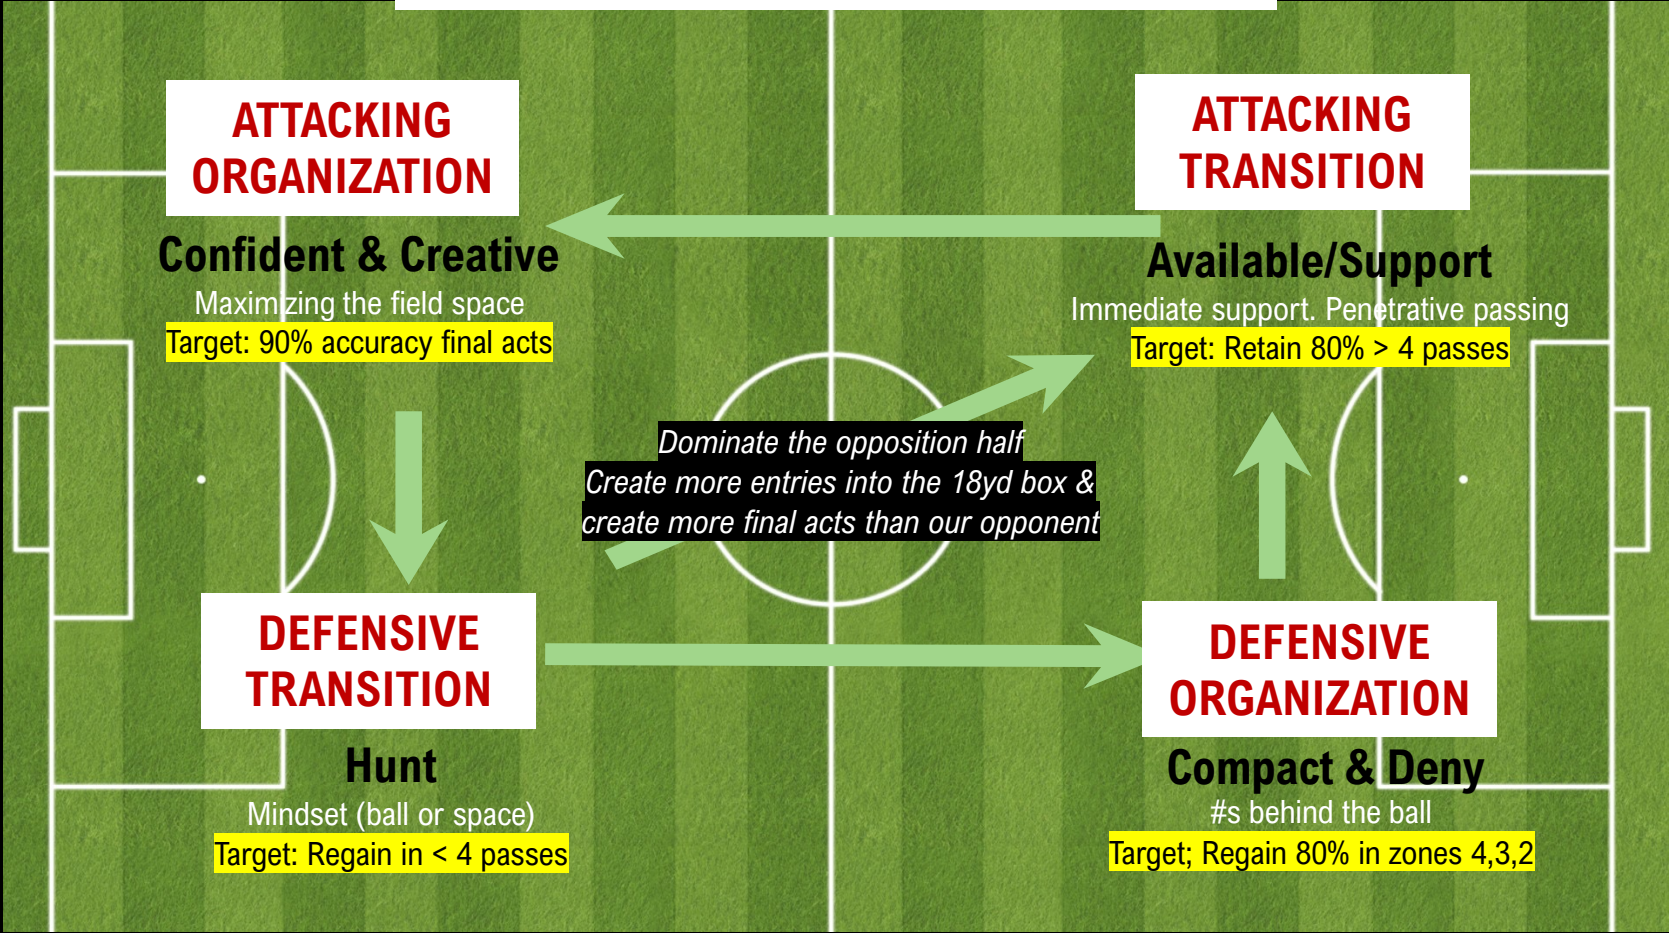 ATTACKING
ORGANIZATION
Confident & Creative
Maximizing the field space
Target: 90% accuracy final acts
ATTACKING
TRANSITION
Available/Support
Immediate support. Penetrative passing
Target: Retain 80% > 4 passes
Dominate the opposition half
Create more entries into the 18yd box &
create more final acts than our opponent
DEFENSIVE
TRANSITION
Hunt
Mindset (ball or space)
Target: Regain in < 4 passes
DEFENSIVE
ORGANIZATION
Compact & Deny
#s behind the ball
Target; Regain 80% in zones 4,3,2